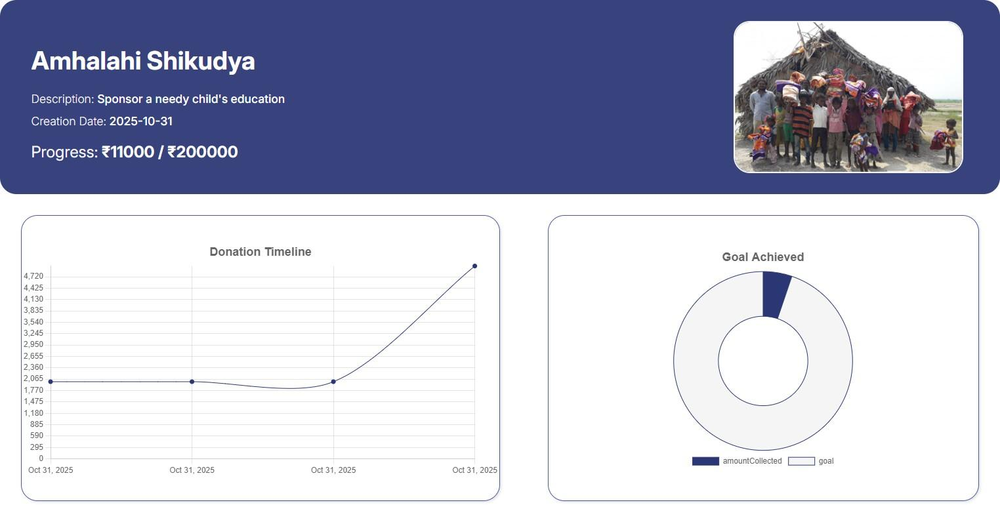 Amhalahi Shikudya
Description: Sponsor a needy child's education
Creation Date: 2025-10-31
Progress: ₹11000 / ₹200000
Donation Timeline
4,720
4,425
4,130
3,835
3,540
3,245
2,950
2,655
2,360
2,065
1,770
1,475
1,180
885
590
295
0
Oct 31, 2025 Oct 31, 2025 Oct 31, 2025 Oct 31, 2025
Goal Achieved
amountCollected goal